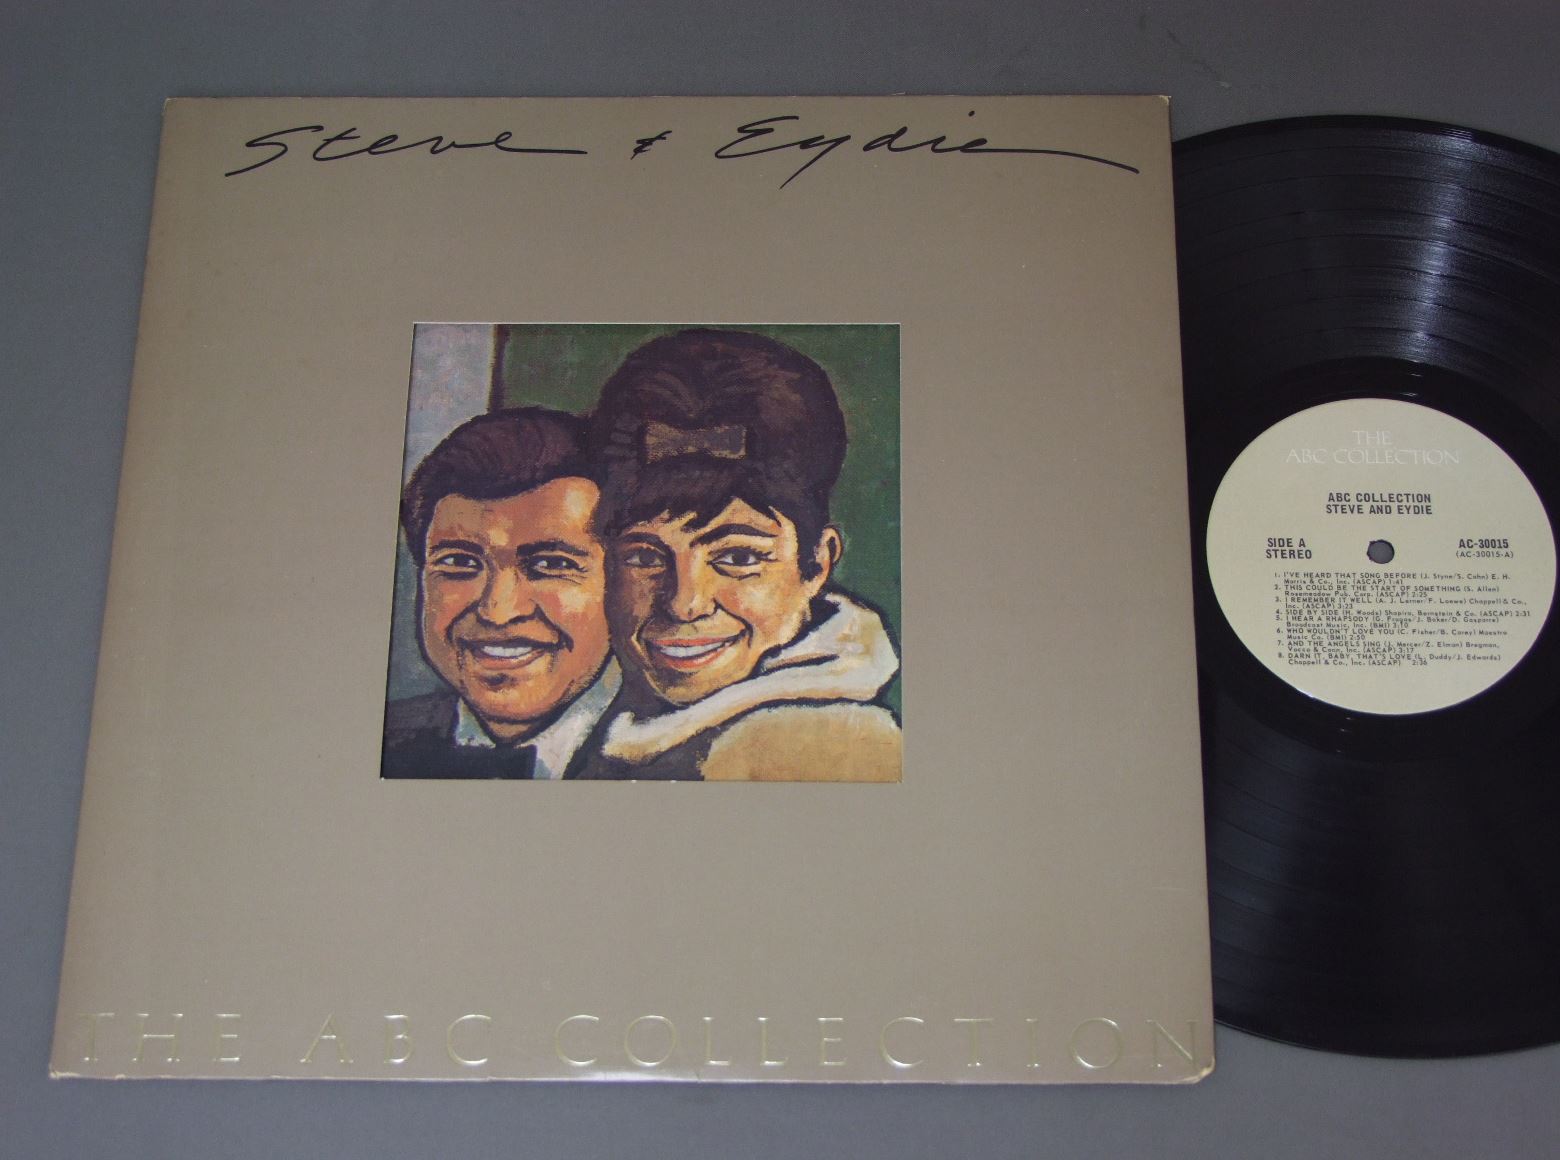 Steve & Eydie
THE ABC COLLECTION
THE
ABC COLLECTION
ABC COLLECTION
STEVE AND EYDIE
SIDE A
STEREO
AC-30015
(AC-30015-A)
1. I'VE HEARD THAT SONG BEFORE (J. Styne/S. Cahn) E. H.
Morris & Co., Inc. (ASCAP) 1:41
2. THIS COULD BE THE START OF SOMETHING (S. Allen)
Rosemeadow Pub. Corp. (ASCAP) 2:25
3. I REMEMBER IT WELL (A. J. Lerner/F. Loewe) Chappell & Co.,
Inc. (ASCAP) 3:23
4. SIDE BY SIDE (H. Woods) Shapiro, Bernstein & Co. (ASCAP) 2:31
5. I HEAR A RHAPSODY (G. Fragos/J. Baker/D. Gasparre)
Broadcast Music, Inc. (BMI) 3:10
6. WHO WOULDN'T LOVE YOU (C. Fisher/B. Carey) Maestro
Music Co. (BMI) 2:50
7. AND THE ANGELS SING (J. Mercer/Z. Elman) Bregman,
Vocco & Conn, Inc. (ASCAP) 3:17
8. DARN IT, BABY, THAT'S LOVE (L. Duddy/J. Edwards)
Chappell & Co., Inc. (ASCAP) 2:36